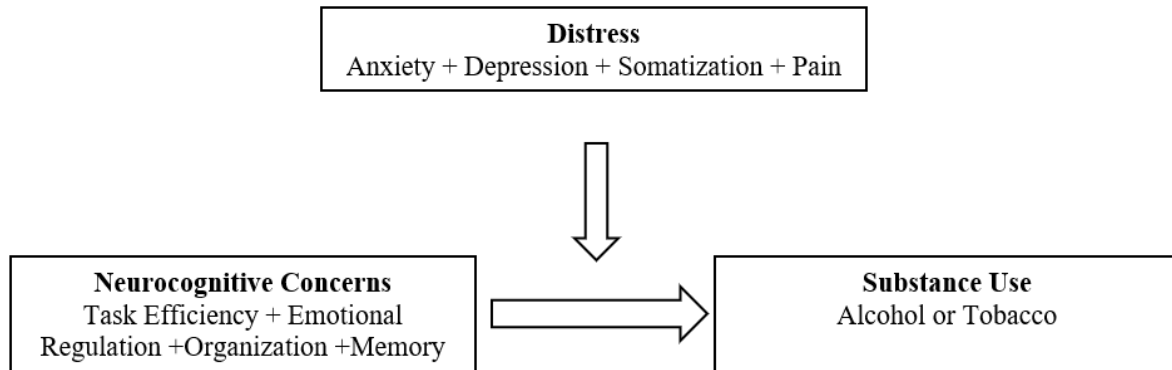 Distress
Anxiety + Depression + Somatization + Pain
Neurocognitive Concerns
Task Efficiency + Emotional
Regulation +Organization +Memory
Substance Use
Alcohol or Tobacco